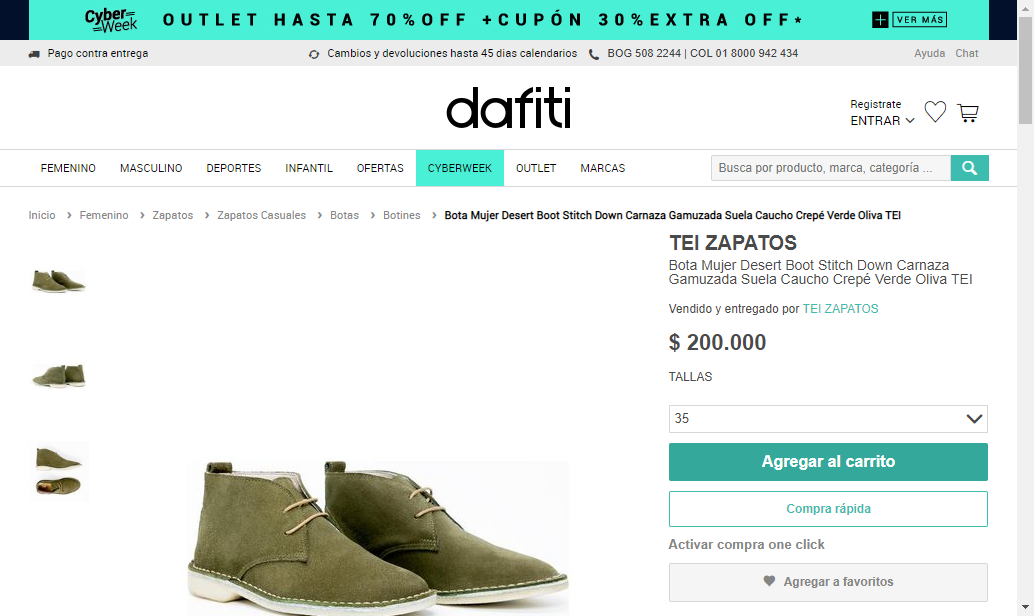 Cyber Week
OUTLET HASTA 70%OFF +CUPÓN 30%EXTRA OFF*
VER MÁS
Pago contra entrega
Cambios y devoluciones hasta 45 dias calendarios
BOG 508 2244 | COL 01 8000 942 434
Ayuda Chat
dafiti
Registrate
ENTRAR
FEMENINO MASCULINO DEPORTES INFANTIL OFERTAS CYBERWEEK OUTLET MARCAS
Busca por producto, marca, categoría ...
Inicio > Femenino > Zapatos > Zapatos Casuales > Botas > Botines > Bota Mujer Desert Boot Stitch Down Carnaza Gamuzada Suela Caucho Crepé Verde Oliva TEI
TEI ZAPATOS
Bota Mujer Desert Boot Stitch Down Carnaza
Gamuzada Suela Caucho Crepé Verde Oliva TEI
Vendido y entregado por TEI ZAPATOS
$ 200.000
TALLAS
35
Agregar al carrito
Compra rápida
Activar compra one click
Agregar a favoritos